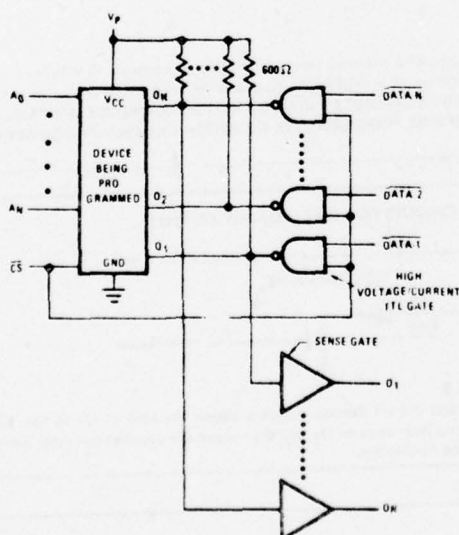 VP
600Ω
A0
VCC
ON
DATA N
DEVICE
BEING
PRO
GRAMMED
AN
O2
DATA 2
O1
DATA 1
CS
GND
HIGH
VOLTAGE/CURRENT
TTL GATE
SENSE GATE
O1
ON